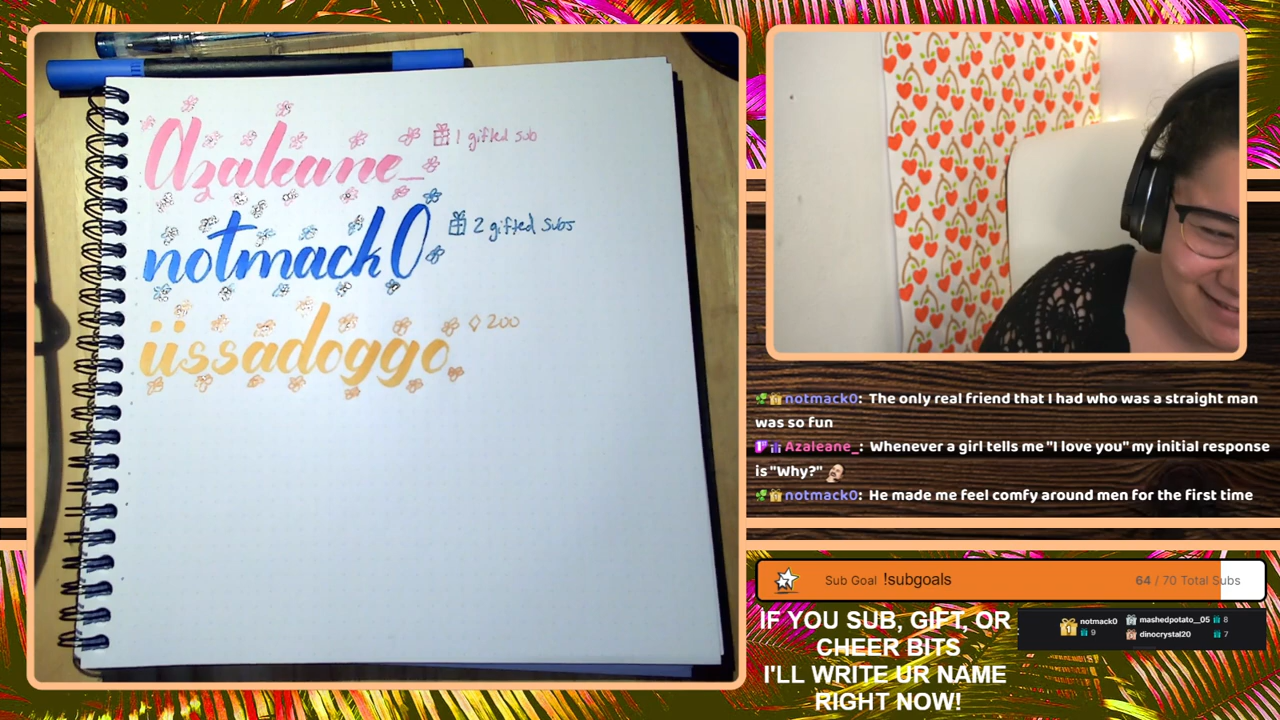 Azaleane_ 1 gifted sub
notmack0 2 gifted subs
üssadoggo 200
notmack0: The only real friend that I had who was a straight man
was so fun
Azaleane_: Whenever a girl tells me "I love you" my initial response
is "Why?"
notmack0: He made me feel comfy around men for the first time
Sub Goal !subgoals 64 / 70 Total Subs
IF YOU SUB, GIFT, OR
CHEER BITS
I'LL WRITE UR NAME
RIGHT NOW!
1 notmack0 9
mashedpotato__05 8
dinocrystal20 7